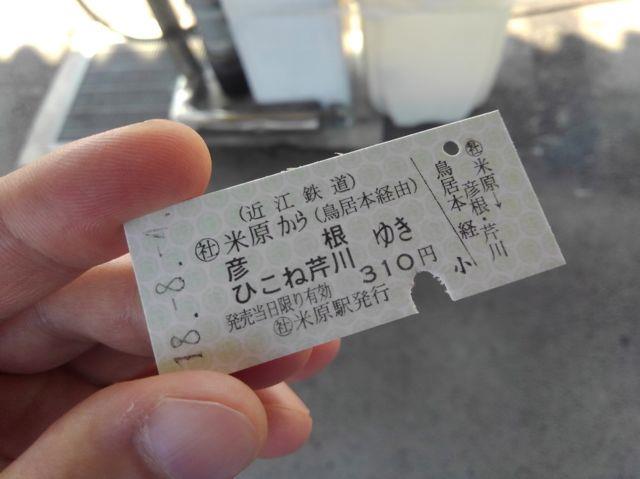 (近江鉄道)
㊓米原から(鳥居本経由)
彦根
ひこね芹川 ゆき
310円
発売当日限り有効
㊓米原駅発行
㊓米原→
彦根・芹川
鳥居本経
小